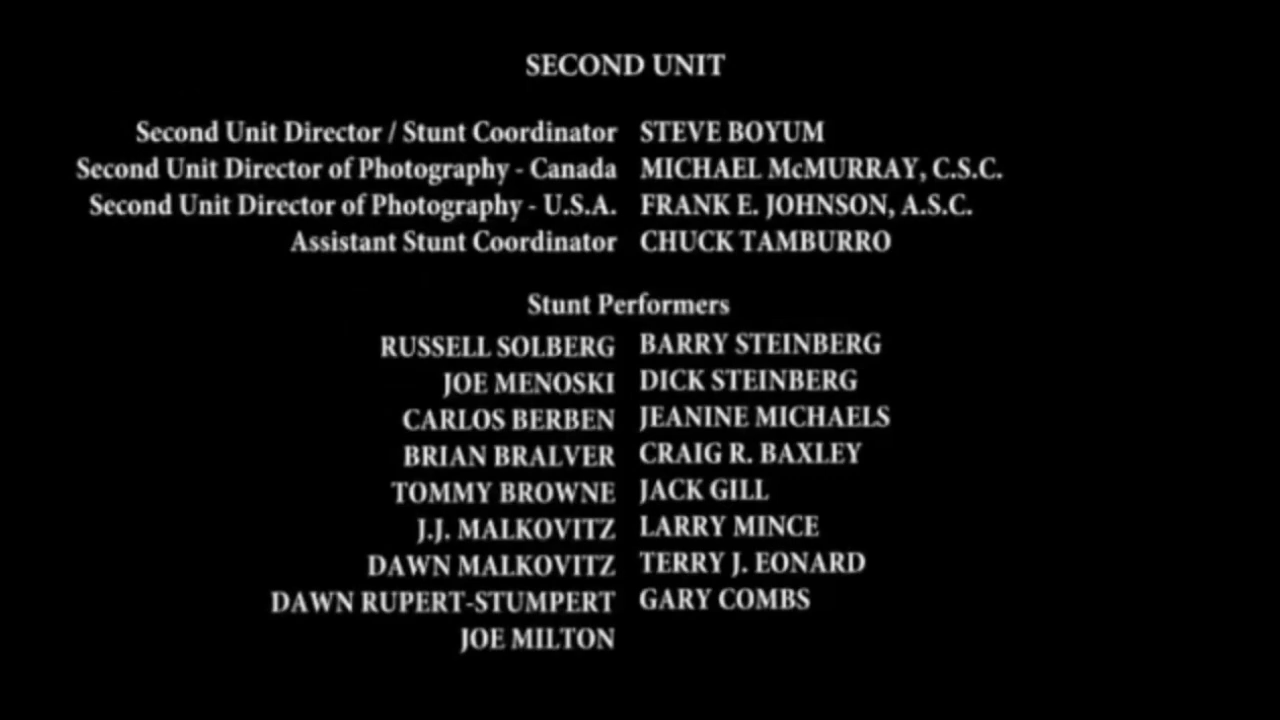 SECOND UNIT
Second Unit Director / Stunt Coordinator STEVE BOYUM
Second Unit Director of Photography - Canada MICHAEL McMURRAY, C.S.C.
Second Unit Director of Photography - U.S.A. FRANK E. JOHNSON, A.S.C.
Assistant Stunt Coordinator CHUCK TAMBURRO
Stunt Performers
RUSSELL SOLBERG BARRY STEINBERG
JOE MENOSKI DICK STEINBERG
CARLOS BERBEN JEANINE MICHAELS
BRIAN BRALVER CRAIG R. BAXLEY
TOMMY BROWNE JACK GILL
J.J. MALKOVITZ LARRY MINCE
DAWN MALKOVITZ TERRY J. EONARD
DAWN RUPERT-STUMPERT GARY COMBS
JOE MILTON